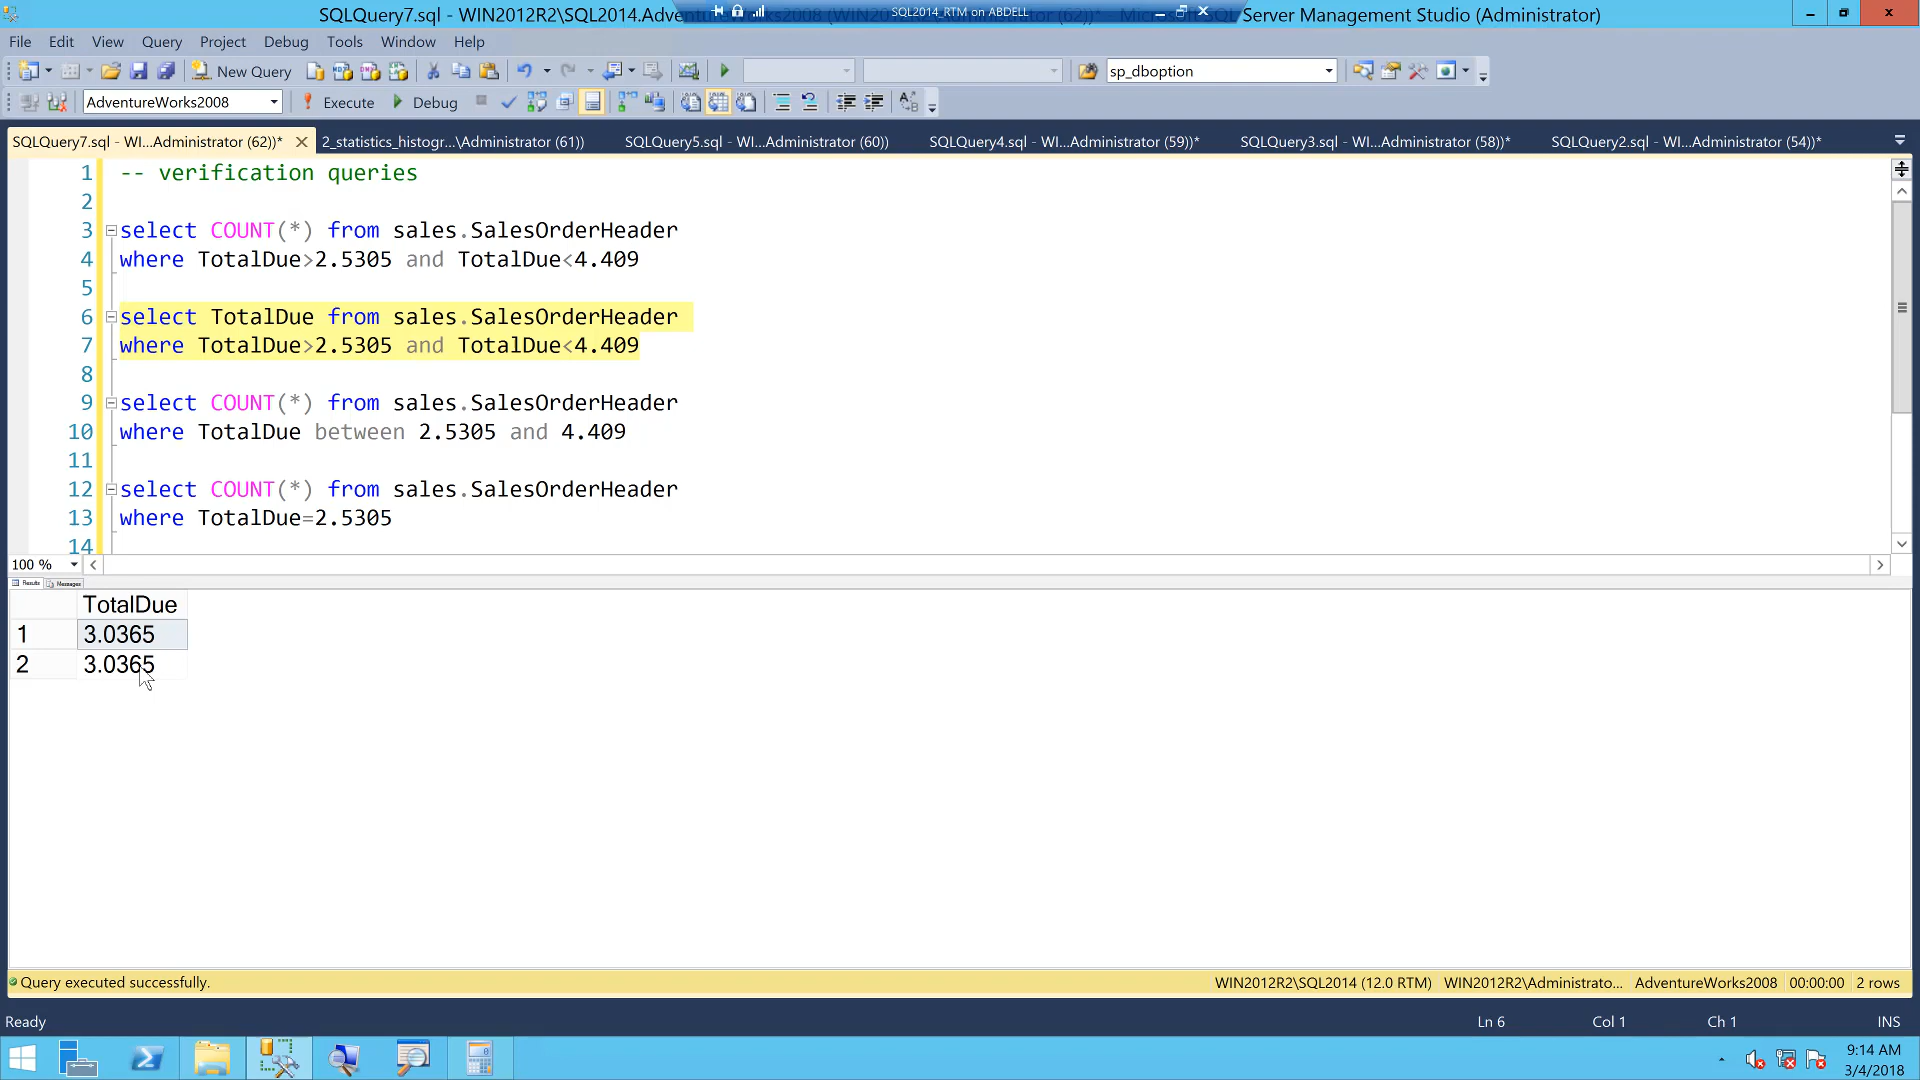 SQLQuery7.sql - WIN2012R2\SQL2014.AdventureWorks2008 (WIN20
SQL2014_RTM on ABDELL
SQL Server Management Studio (Administrator)
File Edit View Query Project Debug Tools Window Help
New Query
sp_dboption
AdventureWorks2008
Execute
Debug
SQLQuery7.sql - WI...Administrator (62))*
2_statistics_histogr...\Administrator (61))
SQLQuery5.sql - WI...Administrator (60))
SQLQuery4.sql - WI...Administrator (59))*
SQLQuery3.sql - WI...Administrator (58))*
SQLQuery2.sql - WI...Administrator (54))*
1 -- verification queries
2
3 select COUNT(*) from sales.SalesOrderHeader
4 where TotalDue>2.5305 and TotalDue<4.409
5
6 select TotalDue from sales.SalesOrderHeader
7 where TotalDue>2.5305 and TotalDue<4.409
8
9 select COUNT(*) from sales.SalesOrderHeader
10 where TotalDue between 2.5305 and 4.409
11
12 select COUNT(*) from sales.SalesOrderHeader
13 where TotalDue=2.5305
14
100 %
Results Messages
TotalDue
1 3.0365
2 3.0365
Query executed successfully.
WIN2012R2\SQL2014 (12.0 RTM) WIN2012R2\Administrato... AdventureWorks2008 00:00:00 2 rows
Ready
Ln 6 Col 1 Ch 1 INS
9:14 AM
3/4/2018